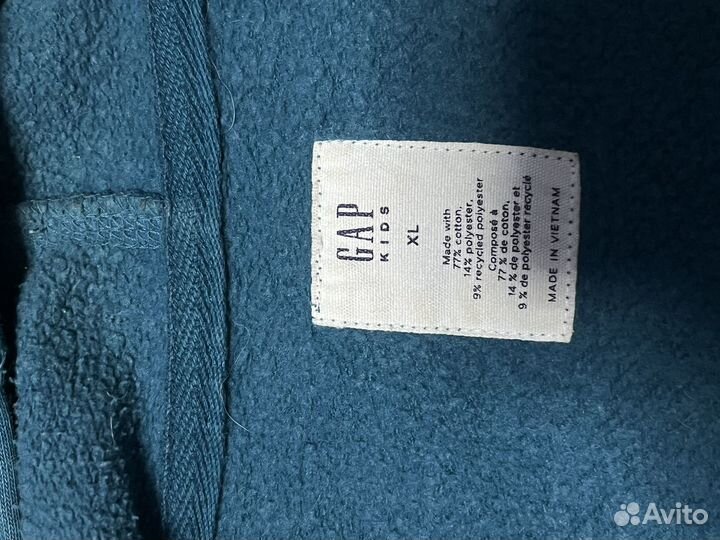 GAP
KIDS
XL
Made with
77% cotton,
14% polyester,
9% recycled polyester
Composé à
77 % de coton,
14 % de polyester et
9 % de polyester recyclé
MADE IN VIETNAM
Avito